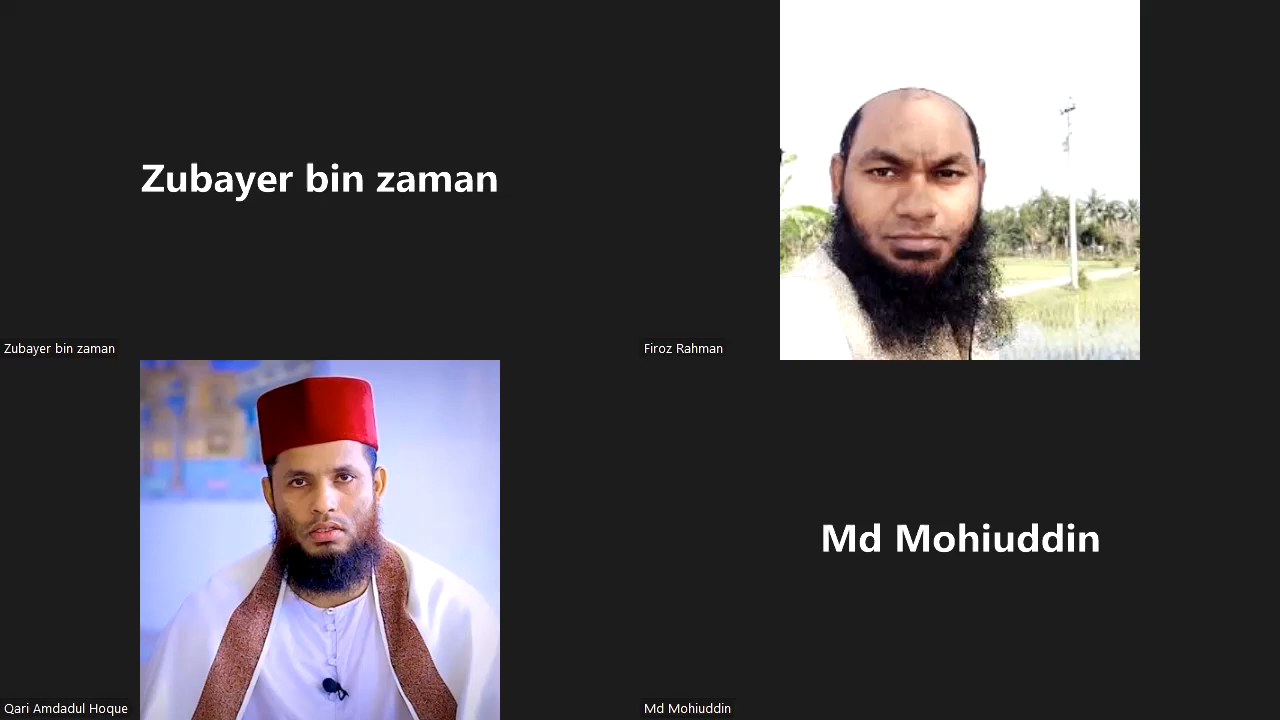 Zubayer bin zaman
Zubayer bin zaman
Firoz Rahman
Md Mohiuddin
Qari Amdadul Hoque
Md Mohiuddin